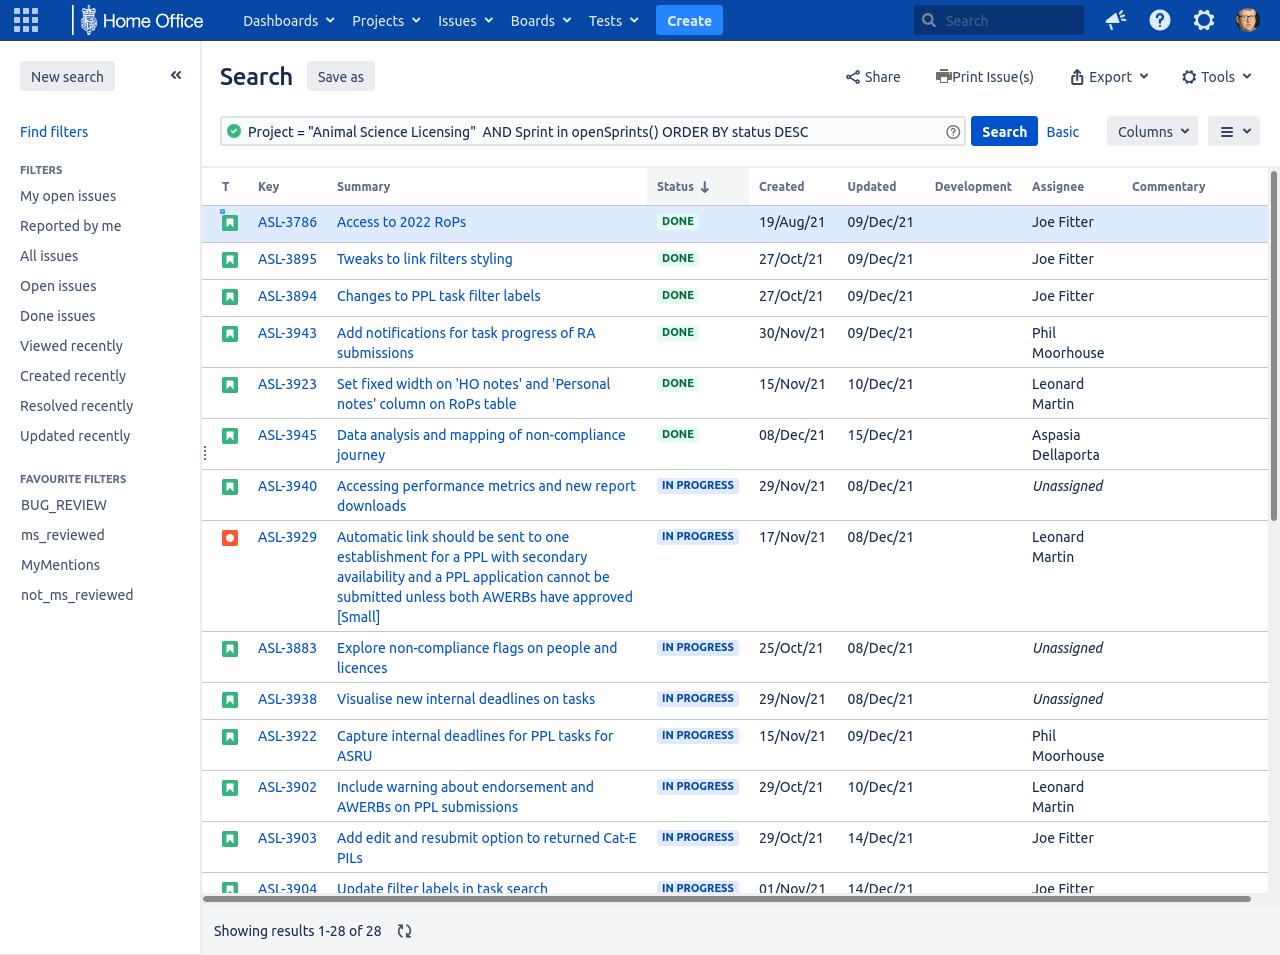 Home Office Dashboards Projects Issues Boards Tests Create Search
New search
Search Save as Share Print Issue(s) Export Tools
Find filters
Project = "Animal Science Licensing" AND Sprint in openSprints() ORDER BY status DESC Search Basic Columns
FILTERS
My open issues
Reported by me
All issues
Open issues
Done issues
Viewed recently
Created recently
Resolved recently
Updated recently
FAVOURITE FILTERS
BUG_REVIEW
ms_reviewed
MyMentions
not_ms_reviewed
T Key Summary Status Created Updated Development Assignee Commentary
ASL-3786 Access to 2022 RoPs DONE 19/Aug/21 09/Dec/21 Joe Fitter
ASL-3895 Tweaks to link filters styling DONE 27/Oct/21 09/Dec/21 Joe Fitter
ASL-3894 Changes to PPL task filter labels DONE 27/Oct/21 09/Dec/21 Joe Fitter
ASL-3943 Add notifications for task progress of RA DONE 30/Nov/21 09/Dec/21 Phil
submissions Moorhouse
ASL-3923 Set fixed width on 'HO notes' and 'Personal DONE 15/Nov/21 10/Dec/21 Leonard
notes' column on RoPs table Martin
ASL-3945 Data analysis and mapping of non-compliance DONE 08/Dec/21 15/Dec/21 Aspasia
journey Dellaporta
ASL-3940 Accessing performance metrics and new report IN PROGRESS 29/Nov/21 08/Dec/21 Unassigned
downloads
ASL-3929 Automatic link should be sent to one IN PROGRESS 17/Nov/21 08/Dec/21 Leonard
establishment for a PPL with secondary Martin
availability and a PPL application cannot be
submitted unless both AWERBs have approved
[Small]
ASL-3883 Explore non-compliance flags on people and IN PROGRESS 25/Oct/21 08/Dec/21 Unassigned
licences
ASL-3938 Visualise new internal deadlines on tasks IN PROGRESS 29/Nov/21 08/Dec/21 Unassigned
ASL-3922 Capture internal deadlines for PPL tasks for IN PROGRESS 15/Nov/21 09/Dec/21 Phil
ASRU Moorhouse
ASL-3902 Include warning about endorsement and IN PROGRESS 29/Oct/21 10/Dec/21 Leonard
AWERBs on PPL submissions Martin
ASL-3903 Add edit and resubmit option to returned Cat-E IN PROGRESS 29/Oct/21 14/Dec/21 Joe Fitter
PILs
ASL-3904 Update filter labels in task search IN PROGRESS 01/Nov/21 14/Dec/21 Joe Fitter
Showing results 1-28 of 28